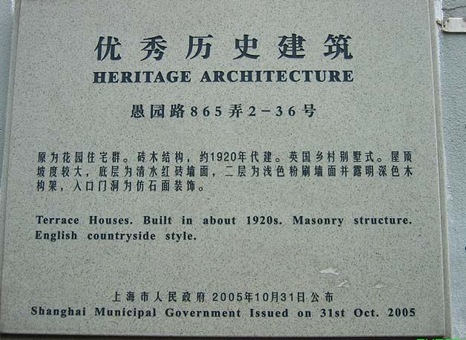 优秀历史建筑
HERITAGE ARCHITECTURE
愚园路865弄2-36号
原为花园住宅群。砖木结构，约1920年代建。英国乡村别墅式。屋顶
坡度较大，底层为清水红砖墙面，二层为浅色粉刷墙面并露明深色木
构架，入口门洞为仿石面装饰。
Terrace Houses. Built in about 1920s. Masonry structure.
English countryside style.
上海市人民政府 2005年10月31日公布
Shanghai Municipal Government Issued on 31st Oct. 2005